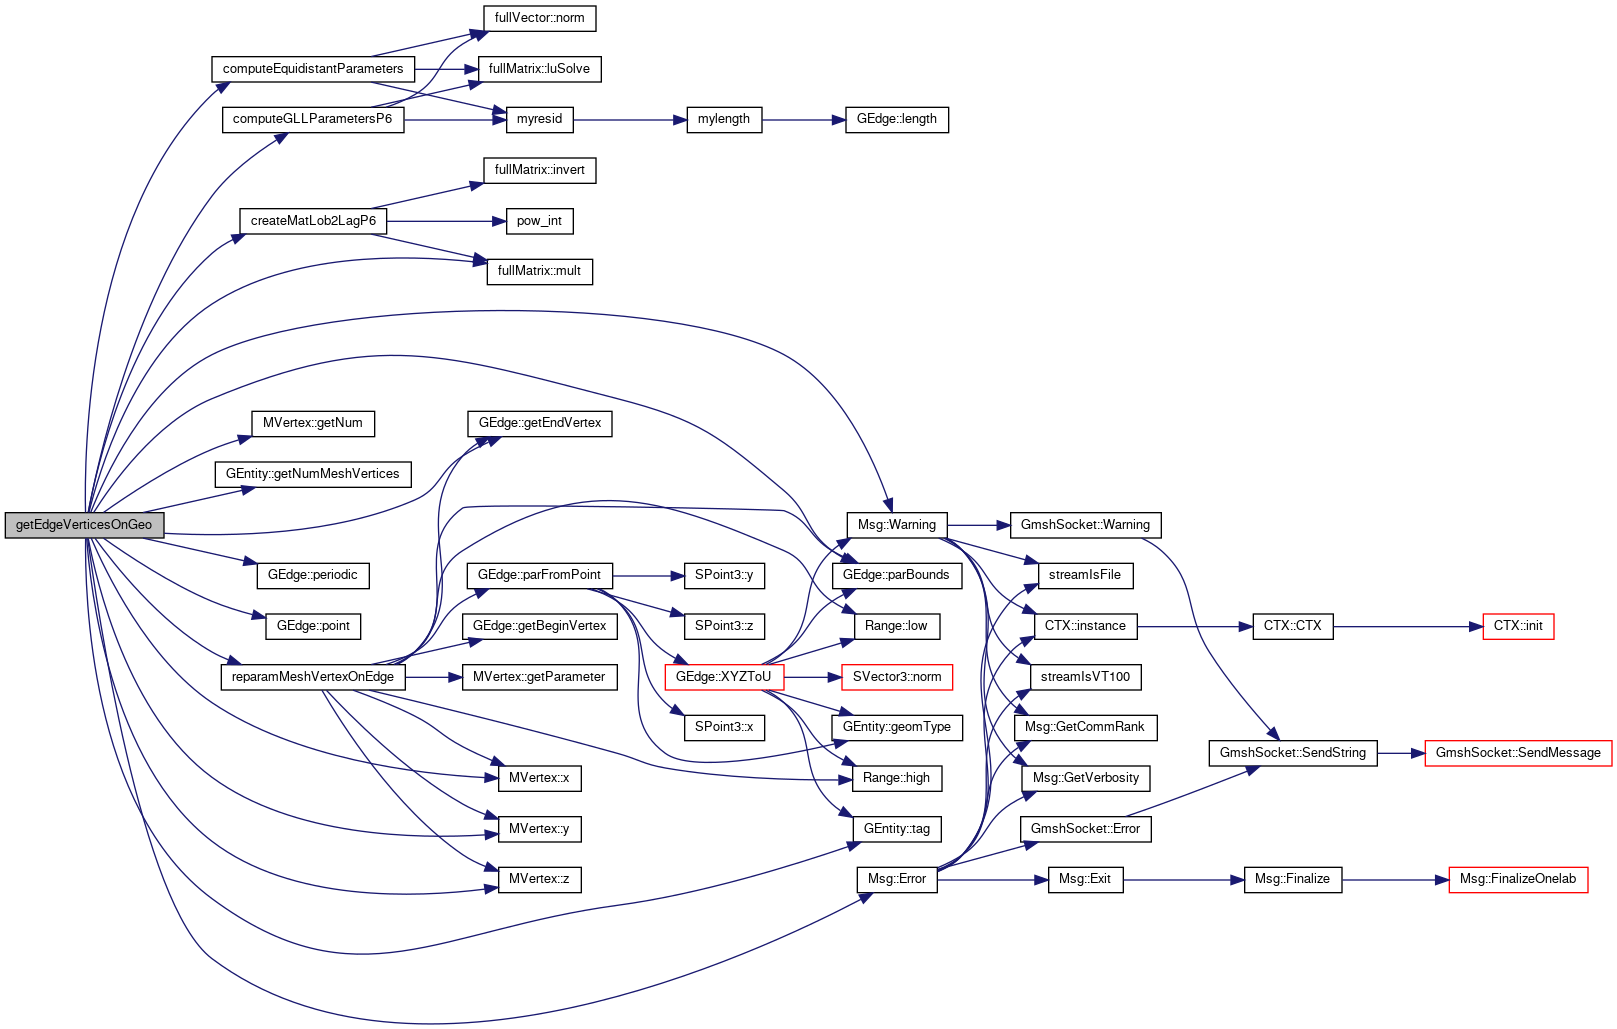 fullVector::norm
computeEquidistantParameters
fullMatrix::luSolve
computeGLLParametersP6
myresid
mylength
GEdge::length
fullMatrix::invert
createMatLob2LagP6
pow_int
fullMatrix::mult
MVertex::getNum
GEdge::getEndVertex
GEntity::getNumMeshVertices
getEdgeVerticesOnGeo
Msg::Warning
GmshSocket::Warning
GEdge::periodic
GEdge::parFromPoint
SPoint3::y
GEdge::parBounds
streamIsFile
GEdge::point
GEdge::getBeginVertex
SPoint3::z
Range::low
CTX::instance
CTX::CTX
CTX::init
reparamMeshVertexOnEdge
MVertex::getParameter
GEdge::XYZToU
SVector3::norm
streamIsVT100
SPoint3::x
GEntity::geomType
Msg::GetCommRank
GmshSocket::SendString
GmshSocket::SendMessage
MVertex::x
Range::high
Msg::GetVerbosity
MVertex::y
GEntity::tag
GmshSocket::Error
MVertex::z
Msg::Error
Msg::Exit
Msg::Finalize
Msg::FinalizeOnelab